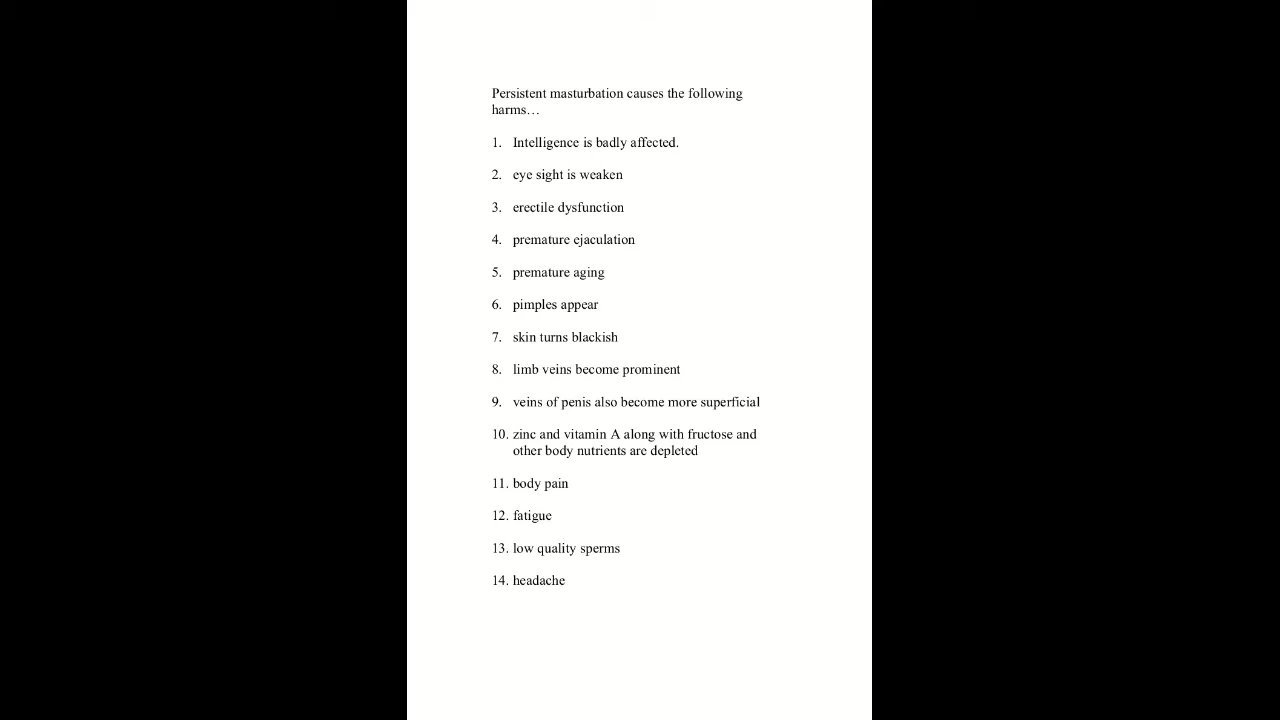 Persistent masturbation causes the following
harms…
1. Intelligence is badly affected.
2. eye sight is weaken
3. erectile dysfunction
4. premature ejaculation
5. premature aging
6. pimples appear
7. skin turns blackish
8. limb veins become prominent
9. veins of penis also become more superficial
10. zinc and vitamin A along with fructose and
other body nutrients are depleted
11. body pain
12. fatigue
13. low quality sperms
14. headache